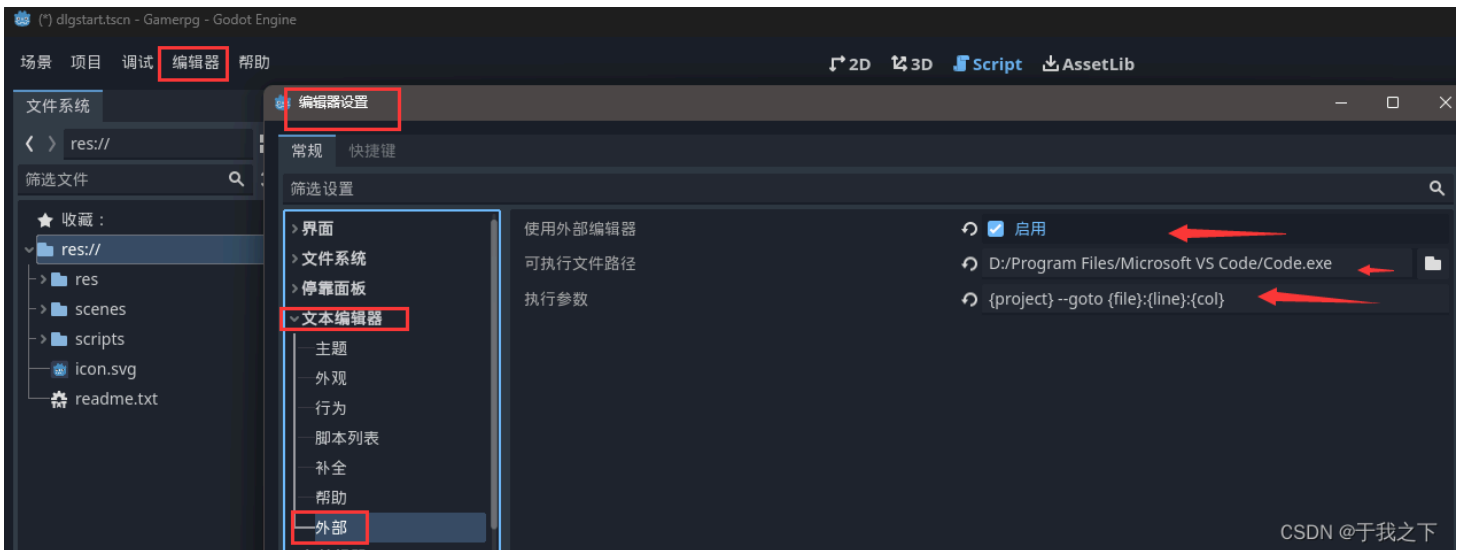 (*) dlgstart.tscn - Gamerpg - Godot Engine
场景 项目 调试 编辑器 帮助 2D 3D Script AssetLib
文件系统
编辑器设置
res://
常规 快捷键
筛选文件
筛选设置
收藏：
界面
使用外部编辑器 启用
res://
文件系统
可执行文件路径 D:/Program Files/Microsoft VS Code/Code.exe
res
停靠面板
执行参数 {project} --goto {file}:{line}:{col}
scenes
文本编辑器
scripts
主题
icon.svg
外观
readme.txt
行为
脚本列表
补全
帮助
外部
CSDN @于我之下